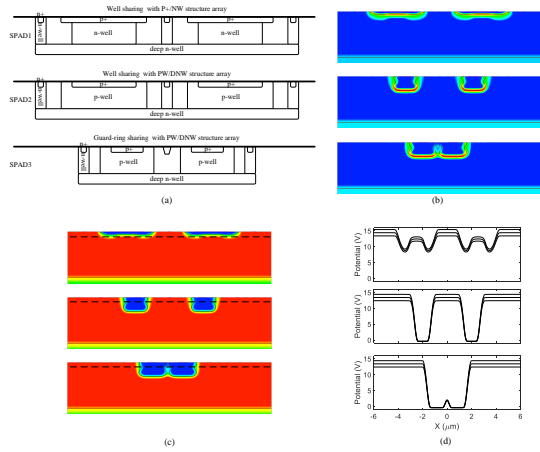 Well sharing with P+/NW structure array
p+
p+
p+
SPAD1
n-well
n-well
deep n-well
Well sharing with PW/DNW structure array
p+
p+
p+
SPAD2
p-well
p-well
deep n-well
Guard-ring sharing with PW/DNW structure array
p+
p+
p+
SPAD3
p-well
p-well
deep n-well
(a)
(b)
(c)
Potential (V)
15
10
5
0
Potential (V)
15
10
5
0
Potential (V)
15
10
5
0
-6
-4
-2
0
2
4
6
X (μm)
(d)